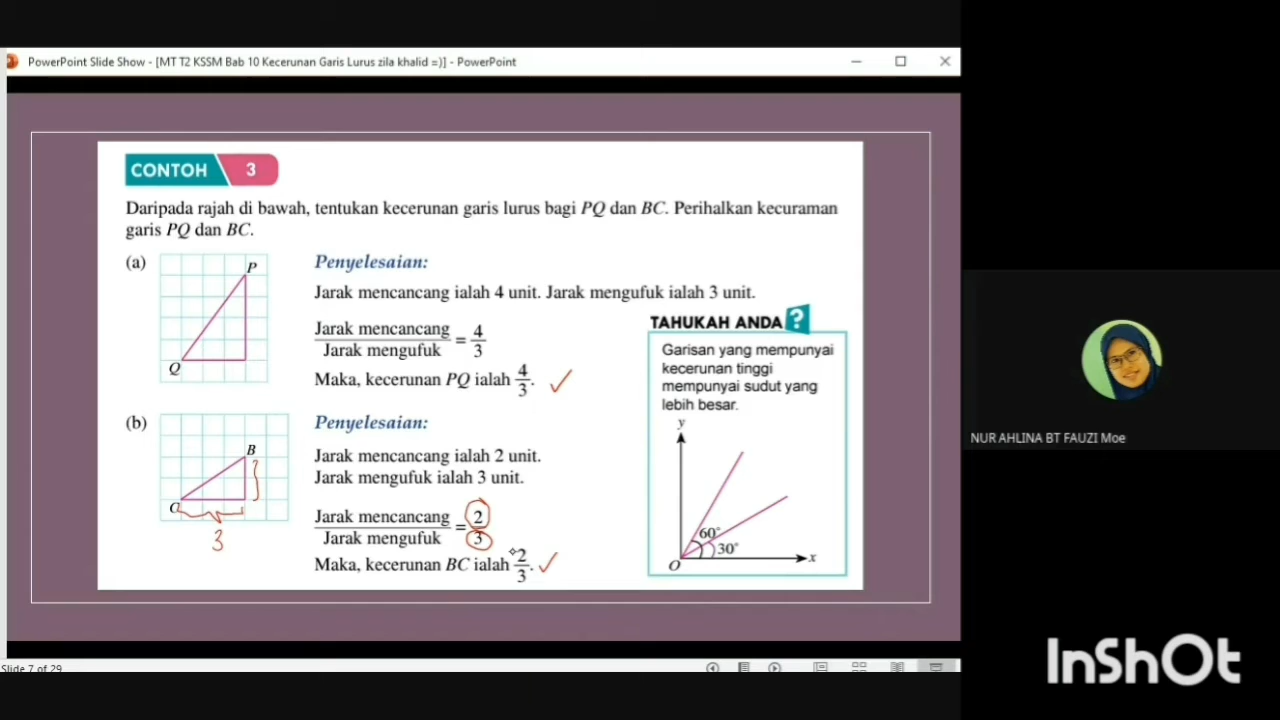 PowerPoint Slide Show - [MT T2 KSSM Bab 10 Kecerunan Garis Lurus zila khalid =)] - PowerPoint
CONTOH 3
Daripada rajah di bawah, tentukan kecerunan garis lurus bagi PQ dan BC. Perihalkan kecuraman
garis PQ dan BC.
(a)
P
Q
Penyelesaian:
Jarak mencancang ialah 4 unit. Jarak mengufuk ialah 3 unit.
Jarak mencancang / Jarak mengufuk = 4/3
Maka, kecerunan PQ ialah 4/3.
(b)
B
C
3
Penyelesaian:
Jarak mencancang ialah 2 unit.
Jarak mengufuk ialah 3 unit.
Jarak mencancang / Jarak mengufuk = 2/3
Maka, kecerunan BC ialah 2/3.
TAHUKAH ANDA ?
Garisan yang mempunyai
kecerunan tinggi
mempunyai sudut yang
lebih besar.
y
60°
30°
O
x
Slide 7 of 29
NUR AHLINA BT FAUZI Moe
InShOt